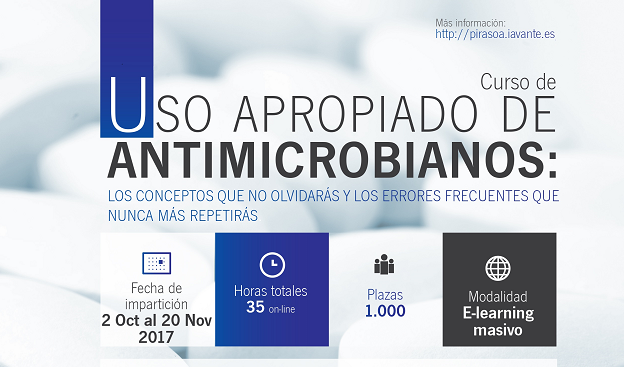 Más información:
http://pirasoa.iavante.es
Curso de
USO APROPIADO DE
ANTIMICROBIANOS:
LOS CONCEPTOS QUE NO OLVIDARÁS Y LOS ERRORES FRECUENTES QUE
NUNCA MÁS REPETIRÁS
Fecha de
impartición
2 Oct al 20 Nov
2017
Horas totales
35 on-line
Plazas
1.000
Modalidad
E-learning
masivo